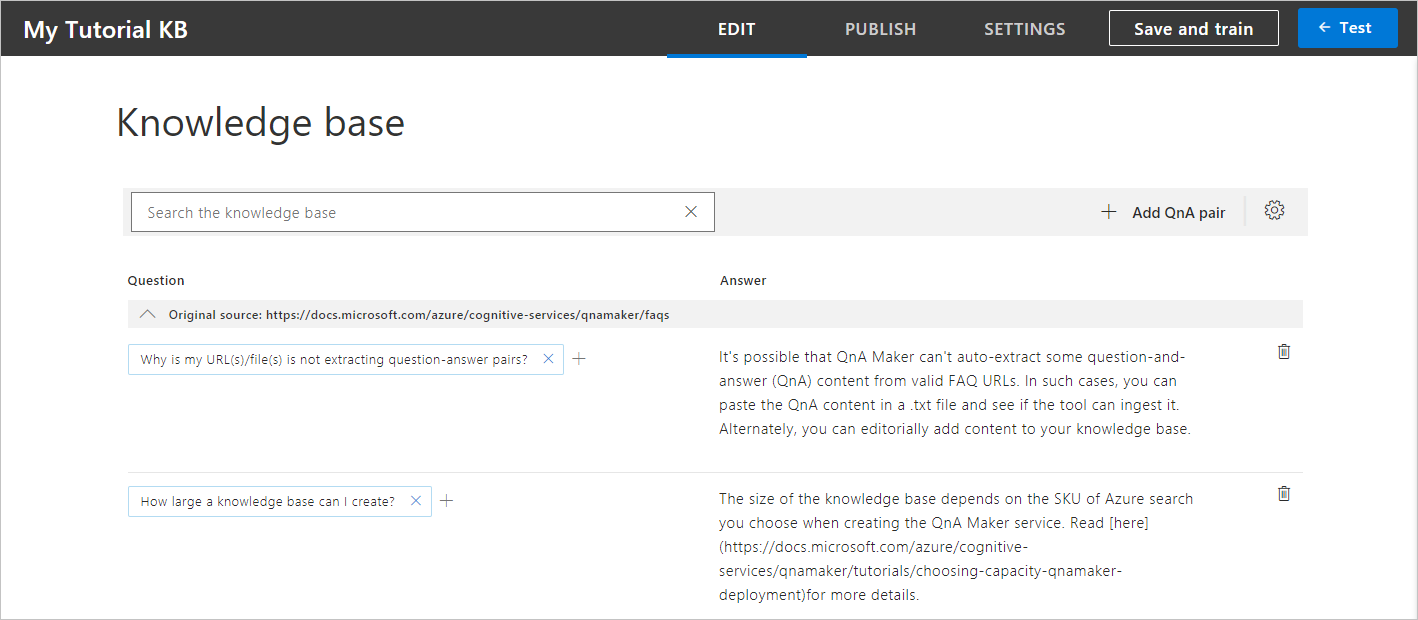 My Tutorial KB
EDIT
PUBLISH
SETTINGS
Save and train
Test
Knowledge base
Search the knowledge base
Add QnA pair
Question
Answer
Original source: https://docs.microsoft.com/azure/cognitive-services/qnamaker/faqs
Why is my URL(s)/file(s) is not extracting question-answer pairs?
It's possible that QnA Maker can't auto-extract some question-and-
answer (QnA) content from valid FAQ URLs. In such cases, you can
paste the QnA content in a .txt file and see if the tool can ingest it.
Alternately, you can editorially add content to your knowledge base.
How large a knowledge base can I create?
The size of the knowledge base depends on the SKU of Azure search
you choose when creating the QnA Maker service. Read [here]
(https://docs.microsoft.com/azure/cognitive-
services/qnamaker/tutorials/choosing-capacity-qnamaker-
deployment)for more details.